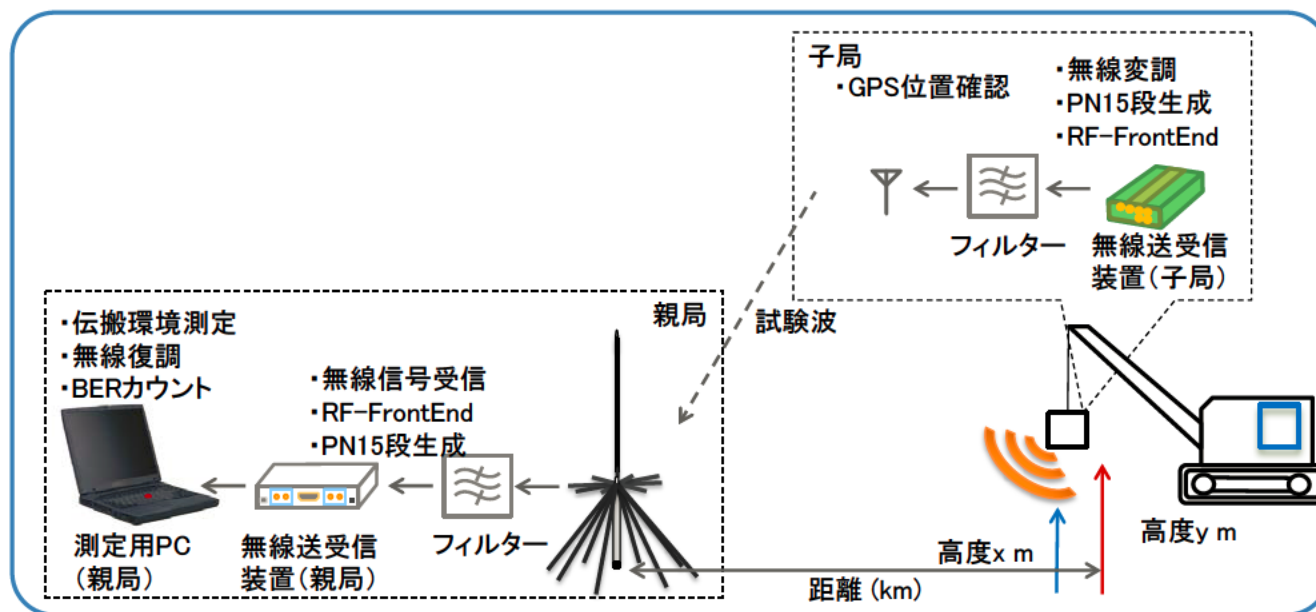 子局
・GPS位置確認
・無線変調
・PN15段生成
・RF-FrontEnd
フィルター
無線送受信
装置(子局)
試験波
親局
・伝搬環境測定
・無線復調
・BERカウント
・無線信号受信
・RF-FrontEnd
・PN15段生成
測定用PC
(親局)
無線送受信
装置(親局)
フィルター
高度x m
高度y m
距離 (km)